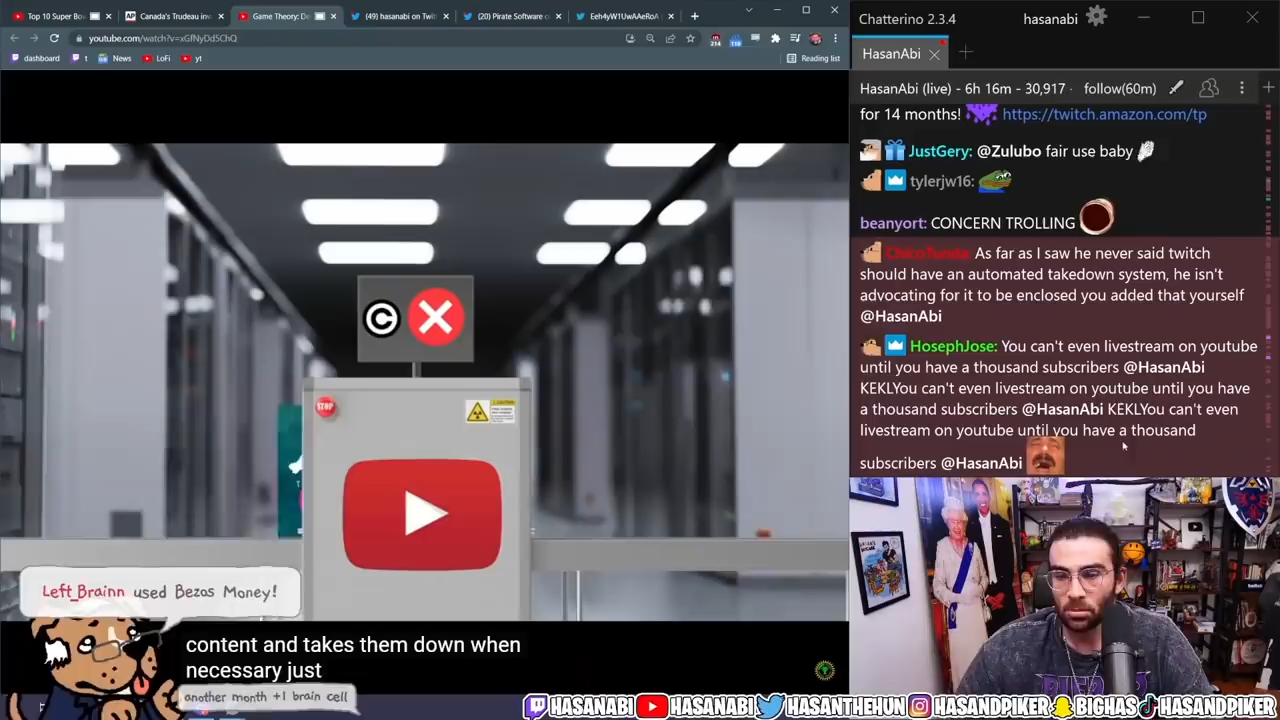 Top 10 Super Bo
Canada's Trudeau inv
Game Theory: De
(49) hasanabi on Twit
(20) Pirate Software o
Eeh4yW1UwAAeRoA
youtube.com/watch?v=xGfNyDd5ChQ
dashboard
t
News
LoFi
yt
Reading list
Chatterino 2.3.4
hasanabi
HasanAbi
HasanAbi (live) - 6h 16m - 30,917 · follow(60m)
for 14 months! https://twitch.amazon.com/tp
JustGery: @Zulubo fair use baby
tylerjw16:
beanyort: CONCERN TROLLING
ChicoTunda: As far as I saw he never said twitch
should have an automated takedown system, he isn't
advocating for it to be enclosed you added that yourself
@HasanAbi
HosephJose: You can't even livestream on youtube
until you have a thousand subscribers @HasanAbi
KEKLYou can't even livestream on youtube until you have
a thousand subscribers @HasanAbi KEKLYou can't even
livestream on youtube until you have a thousand
subscribers @HasanAbi
©
STOP
Left_Brainn used Bezos Money!
content and takes them down when
necessary just
another month +1 brain cell
HASANABI HASANABI HASANTHEHUN HASANDPIKER BIGHAS HASANDPIKER